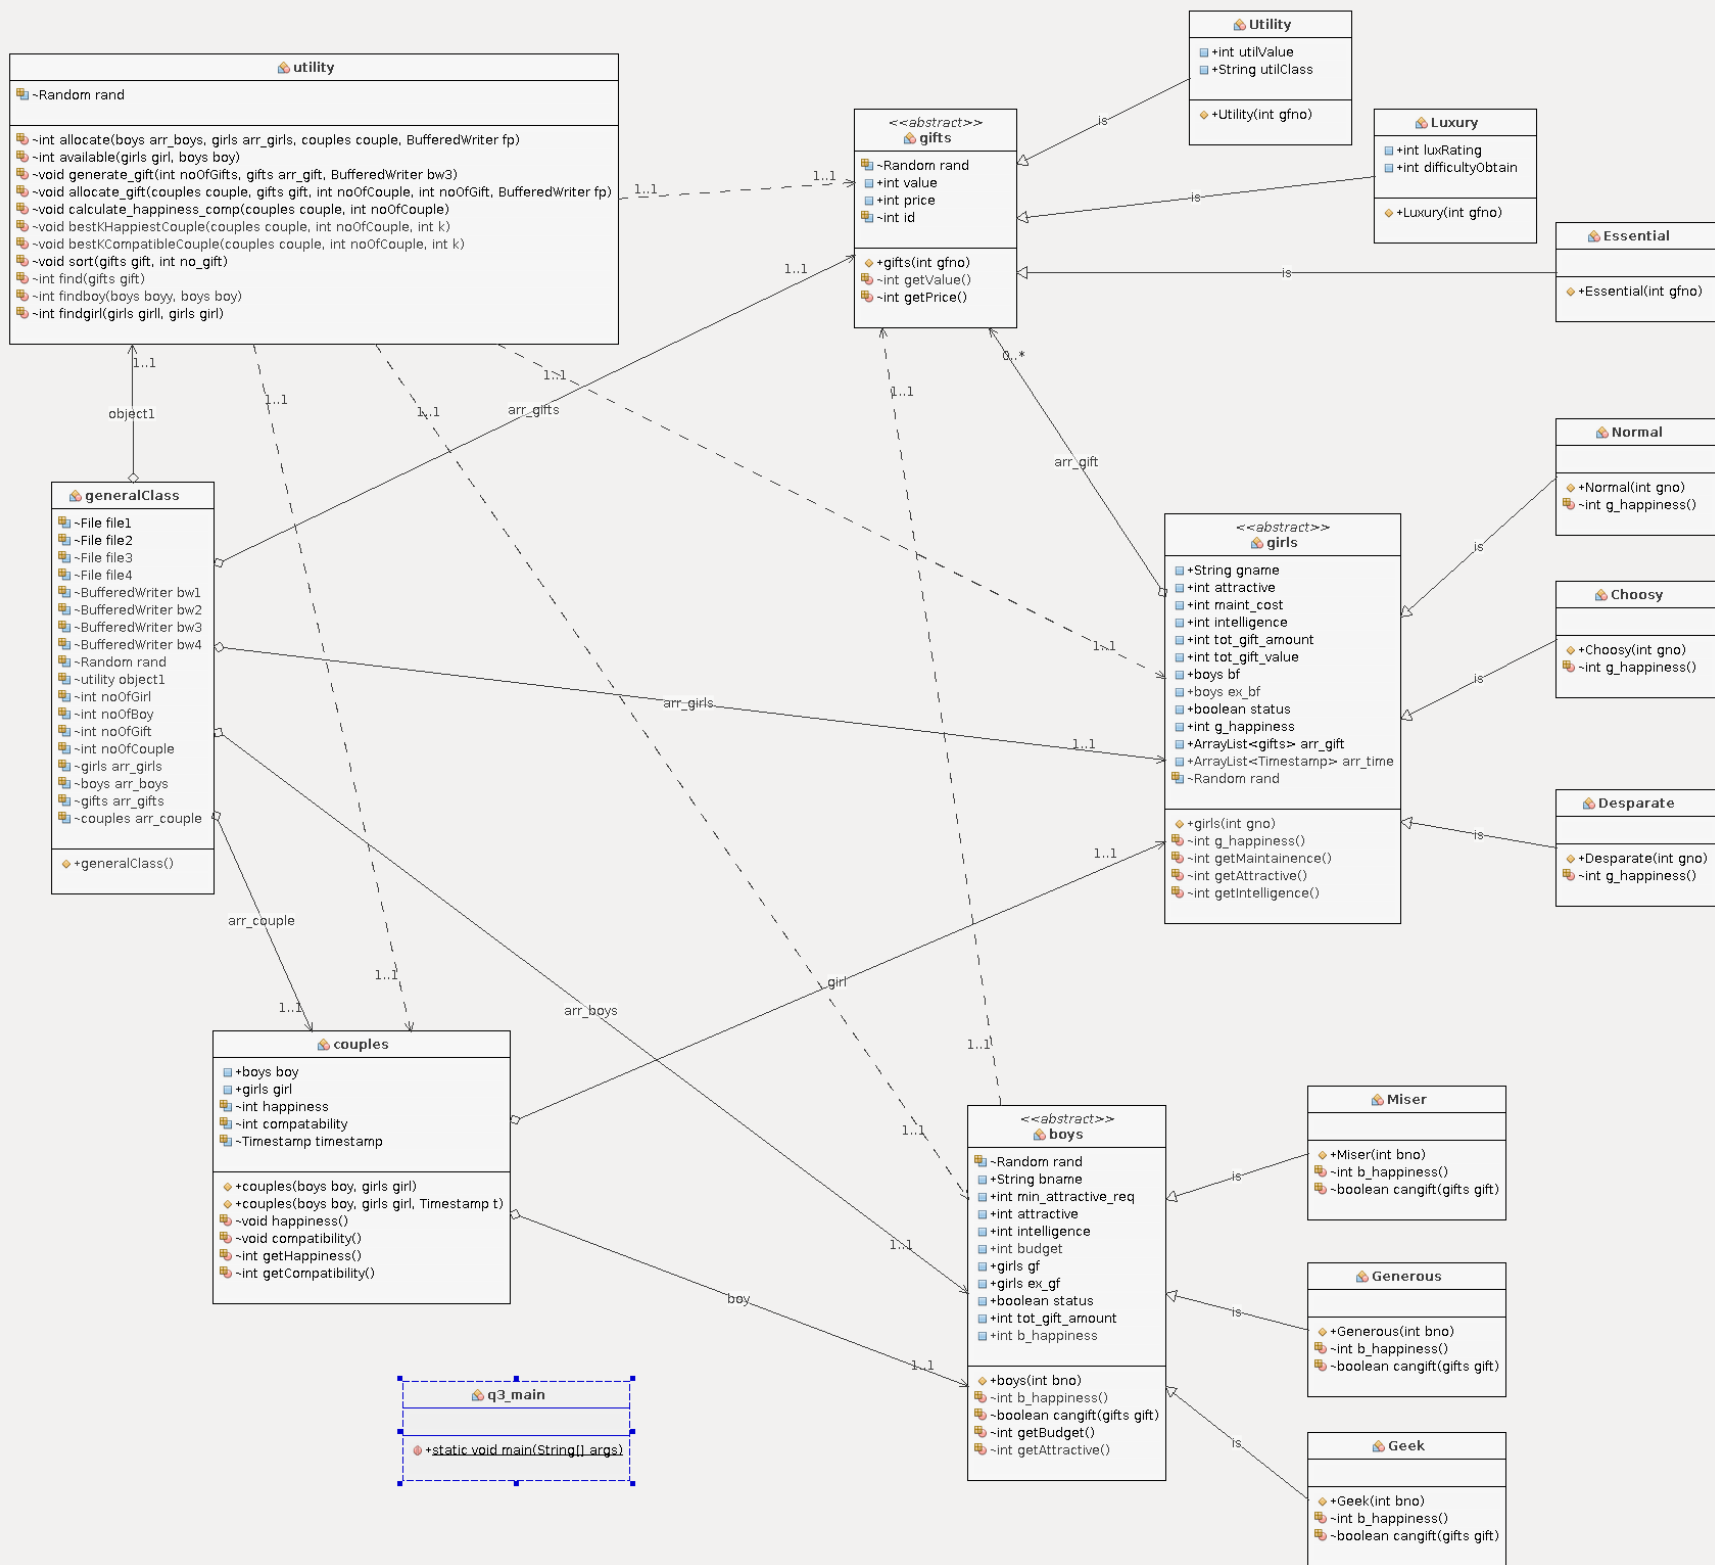 utility
~Random rand
~int allocate(boys arr_boys, girls arr_girls, couples couple, BufferedWriter fp)
~int available(girls girl, boys boy)
~void generate_gift(int noOfGifts, gifts arr_gift, BufferedWriter bw3)
~void allocate_gift(couples couple, gifts gift, int noOfCouple, int noOfGift, BufferedWriter fp)
~void calculate_happiness_comp(couples couple, int noOfCouple)
~void bestKHappiestCouple(couples couple, int noOfCouple, int k)
~void bestKCompatibleCouple(couples couple, int noOfCouple, int k)
~void sort(gifts gift, int no_gift)
~int find(gifts gift)
~int findboy(boys boyy, boys boy)
~int findgirl(girls girll, girls girl)
<<abstract>>
gifts
~Random rand
+int value
+int price
~int id
+gifts(int gfno)
~int getValue()
~int getPrice()
Utility
+int utilValue
+String utilClass
+Utility(int gfno)
Luxury
+int luxRating
+int difficultyObtain
+Luxury(int gfno)
Essential
+Essential(int gfno)
is
is
is
1..1
1..1
1..1
1..1
object1
1..1
1..1
1..1
arr_gifts
1..1
0..*
arr_gift
generalClass
~File file1
~File file2
~File file3
~File file4
~BufferedWriter bw1
~BufferedWriter bw2
~BufferedWriter bw3
~BufferedWriter bw4
~Random rand
~utility object1
~int noOfGirl
~int noOfBoy
~int noOfGift
~int noOfCouple
~girls arr_girls
~boys arr_boys
~gifts arr_gifts
~couples arr_couple
+generalClass()
<<abstract>>
girls
+String gname
+int attractive
+int maint_cost
+int intelligence
+int tot_gift_amount
+int tot_gift_value
+boys bf
+boys ex_bf
+boolean status
+int g_happiness
+ArrayList<gifts> arr_gift
+ArrayList<Timestamp> arr_time
~Random rand
+girls(int gno)
~int g_happiness()
~int getMaintainence()
~int getAttractive()
~int getIntelligence()
Normal
+Normal(int gno)
~int g_happiness()
Choosy
+Choosy(int gno)
~int g_happiness()
Desparate
+Desparate(int gno)
~int g_happiness()
is
is
is
1..1
arr_girls
1..1
1..1
arr_couple
1..1
1..1
girl
arr_boys
1..1
1..1
1..1
boy
1..1
couples
+boys boy
+girls girl
~int happiness
~int compatability
~Timestamp timestamp
+couples(boys boy, girls girl)
+couples(boys boy, girls girl, Timestamp t)
~void happiness()
~void compatibility()
~int getHappiness()
~int getCompatibility()
<<abstract>>
boys
~Random rand
+String bname
+int min_attractive_req
+int attractive
+int intelligence
+int budget
+girls gf
+girls ex_gf
+boolean status
+int tot_gift_amount
+int b_happiness
+boys(int bno)
~int b_happiness()
~boolean cangift(gifts gift)
~int getBudget()
~int getAttractive()
Miser
+Miser(int bno)
~int b_happiness()
~boolean cangift(gifts gift)
Generous
+Generous(int bno)
~int b_happiness()
~boolean cangift(gifts gift)
Geek
+Geek(int bno)
~int b_happiness()
~boolean cangift(gifts gift)
is
is
is
q3_main
+static void main(String[] args)